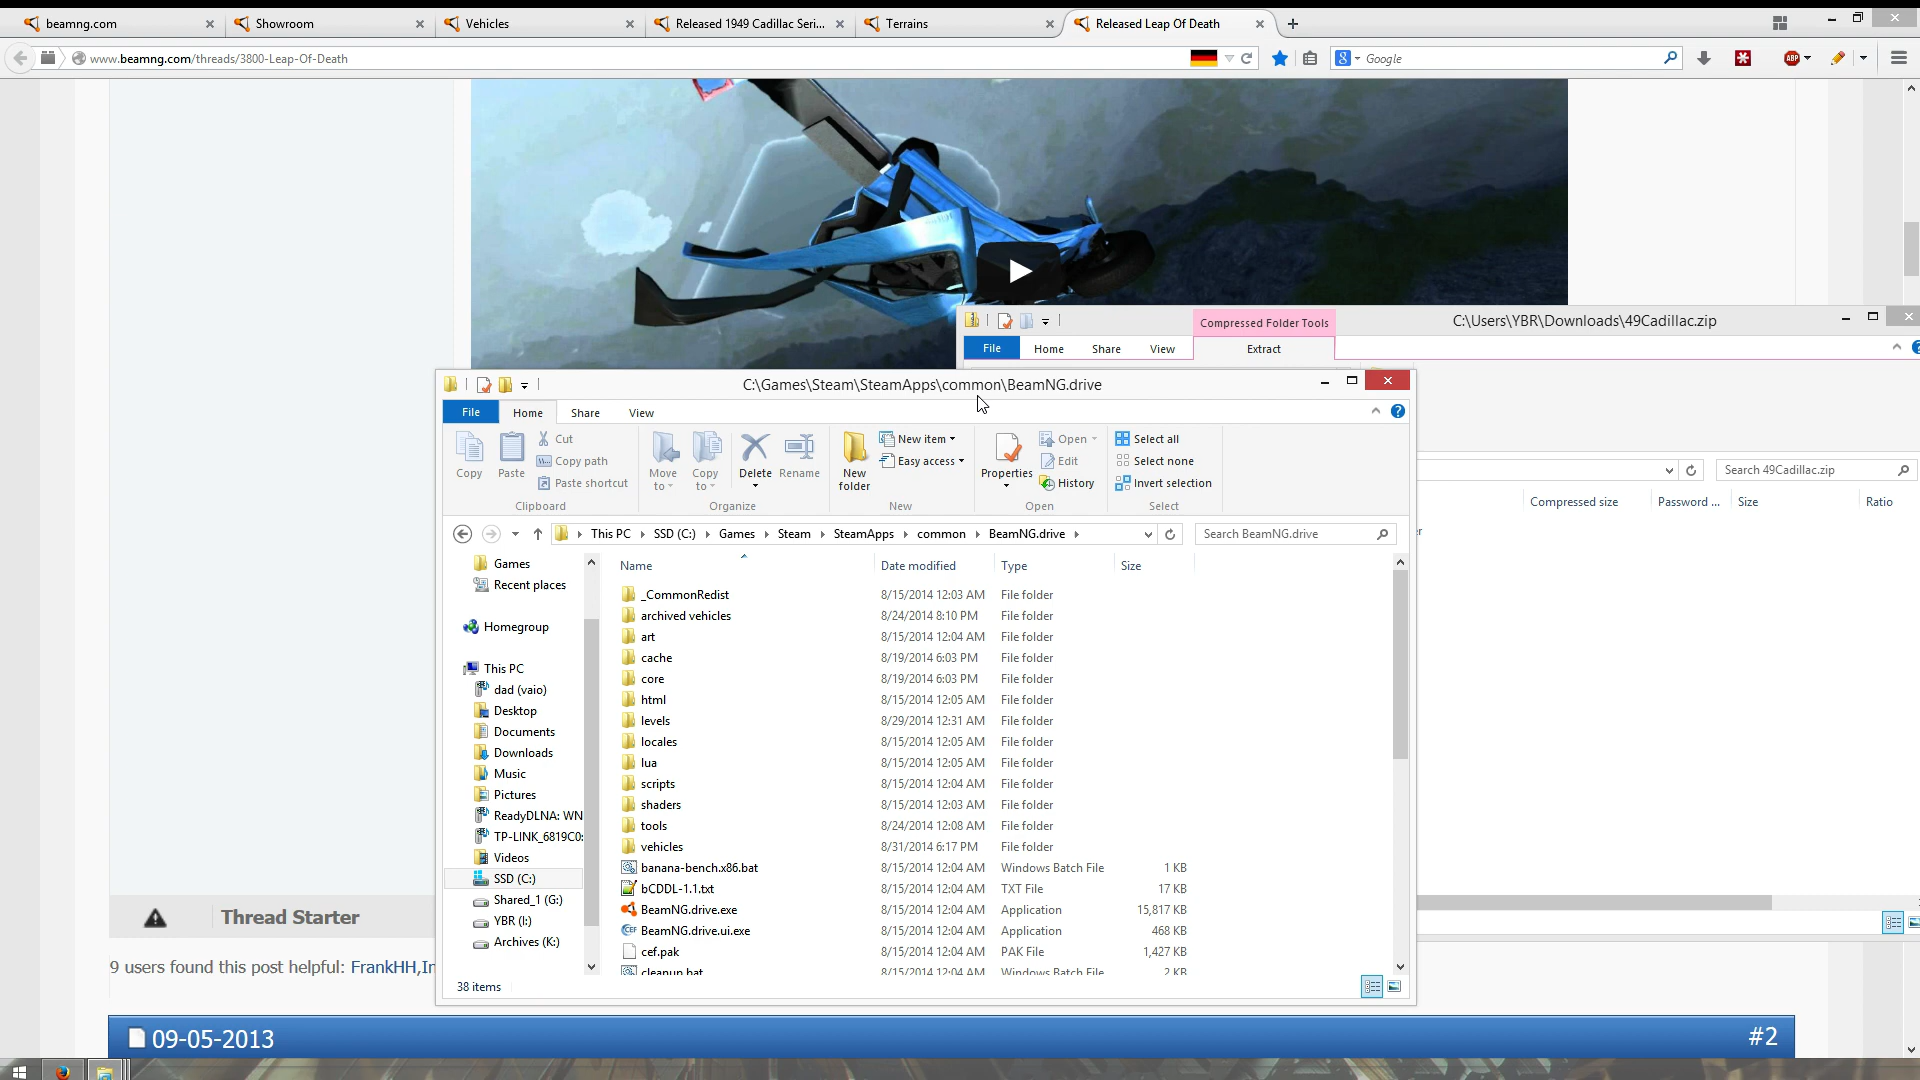 beamng.com
Showroom
Vehicles
Released 1949 Cadillac Seri...
Terrains
Released Leap Of Death
www.beamng.com/threads/3800-Leap-Of-Death
Google
ABP
Compressed Folder Tools
C:\Users\YBR\Downloads\49Cadillac.zip
File
Home
Share
View
Extract
C:\Games\Steam\SteamApps\common\BeamNG.drive
File
Home
Share
View
Copy
Paste
Cut
Copy path
Paste shortcut
Clipboard
Move to
Copy to
Delete
Rename
Organize
New folder
New item
Easy access
New
Properties
Open
Edit
History
Open
Select all
Select none
Invert selection
Select
Search 49Cadillac.zip
Compressed size
Password ...
Size
Ratio
This PC
SSD (C:)
Games
Steam
SteamApps
common
BeamNG.drive
Search BeamNG.drive
Games
Recent places
Homegroup
This PC
dad (vaio)
Desktop
Documents
Downloads
Music
Pictures
ReadyDLNA: WN
TP-LINK_6819C0:
Videos
SSD (C:)
Shared_1 (G:)
YBR (I:)
Archives (K:)
Name Date modified Type Size
_CommonRedist 8/15/2014 12:03 AM File folder
archived vehicles 8/24/2014 8:10 PM File folder
art 8/15/2014 12:04 AM File folder
cache 8/19/2014 6:03 PM File folder
core 8/19/2014 6:03 PM File folder
html 8/15/2014 12:05 AM File folder
levels 8/29/2014 12:31 AM File folder
locales 8/15/2014 12:05 AM File folder
lua 8/15/2014 12:05 AM File folder
scripts 8/15/2014 12:04 AM File folder
shaders 8/15/2014 12:03 AM File folder
tools 8/24/2014 12:08 AM File folder
vehicles 8/31/2014 6:17 PM File folder
banana-bench.x86.bat 8/15/2014 12:04 AM Windows Batch File 1 KB
bCDDL-1.1.txt 8/15/2014 12:04 AM TXT File 17 KB
BeamNG.drive.exe 8/15/2014 12:04 AM Application 15,817 KB
BeamNG.drive.ui.exe 8/15/2014 12:04 AM Application 468 KB
cef.pak 8/15/2014 12:04 AM PAK File 1,427 KB
cleanup.bat 8/15/2014 12:04 AM Windows Batch File 2 KB
38 items
Thread Starter
9 users found this post helpful: FrankHH,In
09-05-2013
#2